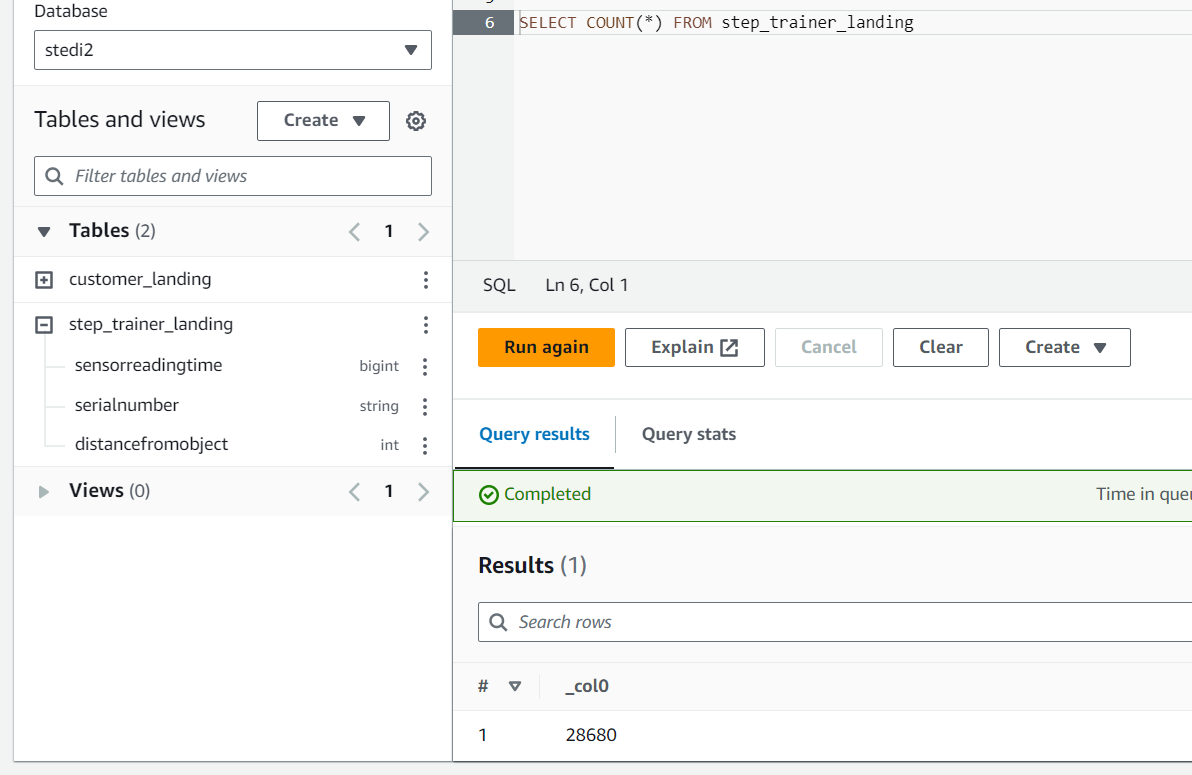 Database
stedi2
Tables and views
Create
Filter tables and views
Tables (2)
1
customer_landing
step_trainer_landing
sensorreadingtime bigint
serialnumber string
distancefromobject int
Views (0)
1
6 SELECT COUNT(*) FROM step_trainer_landing
SQL Ln 6, Col 1
Run again Explain Cancel Clear Create
Query results Query stats
Completed Time in
Results (1)
Search rows
# _col0
1 28680